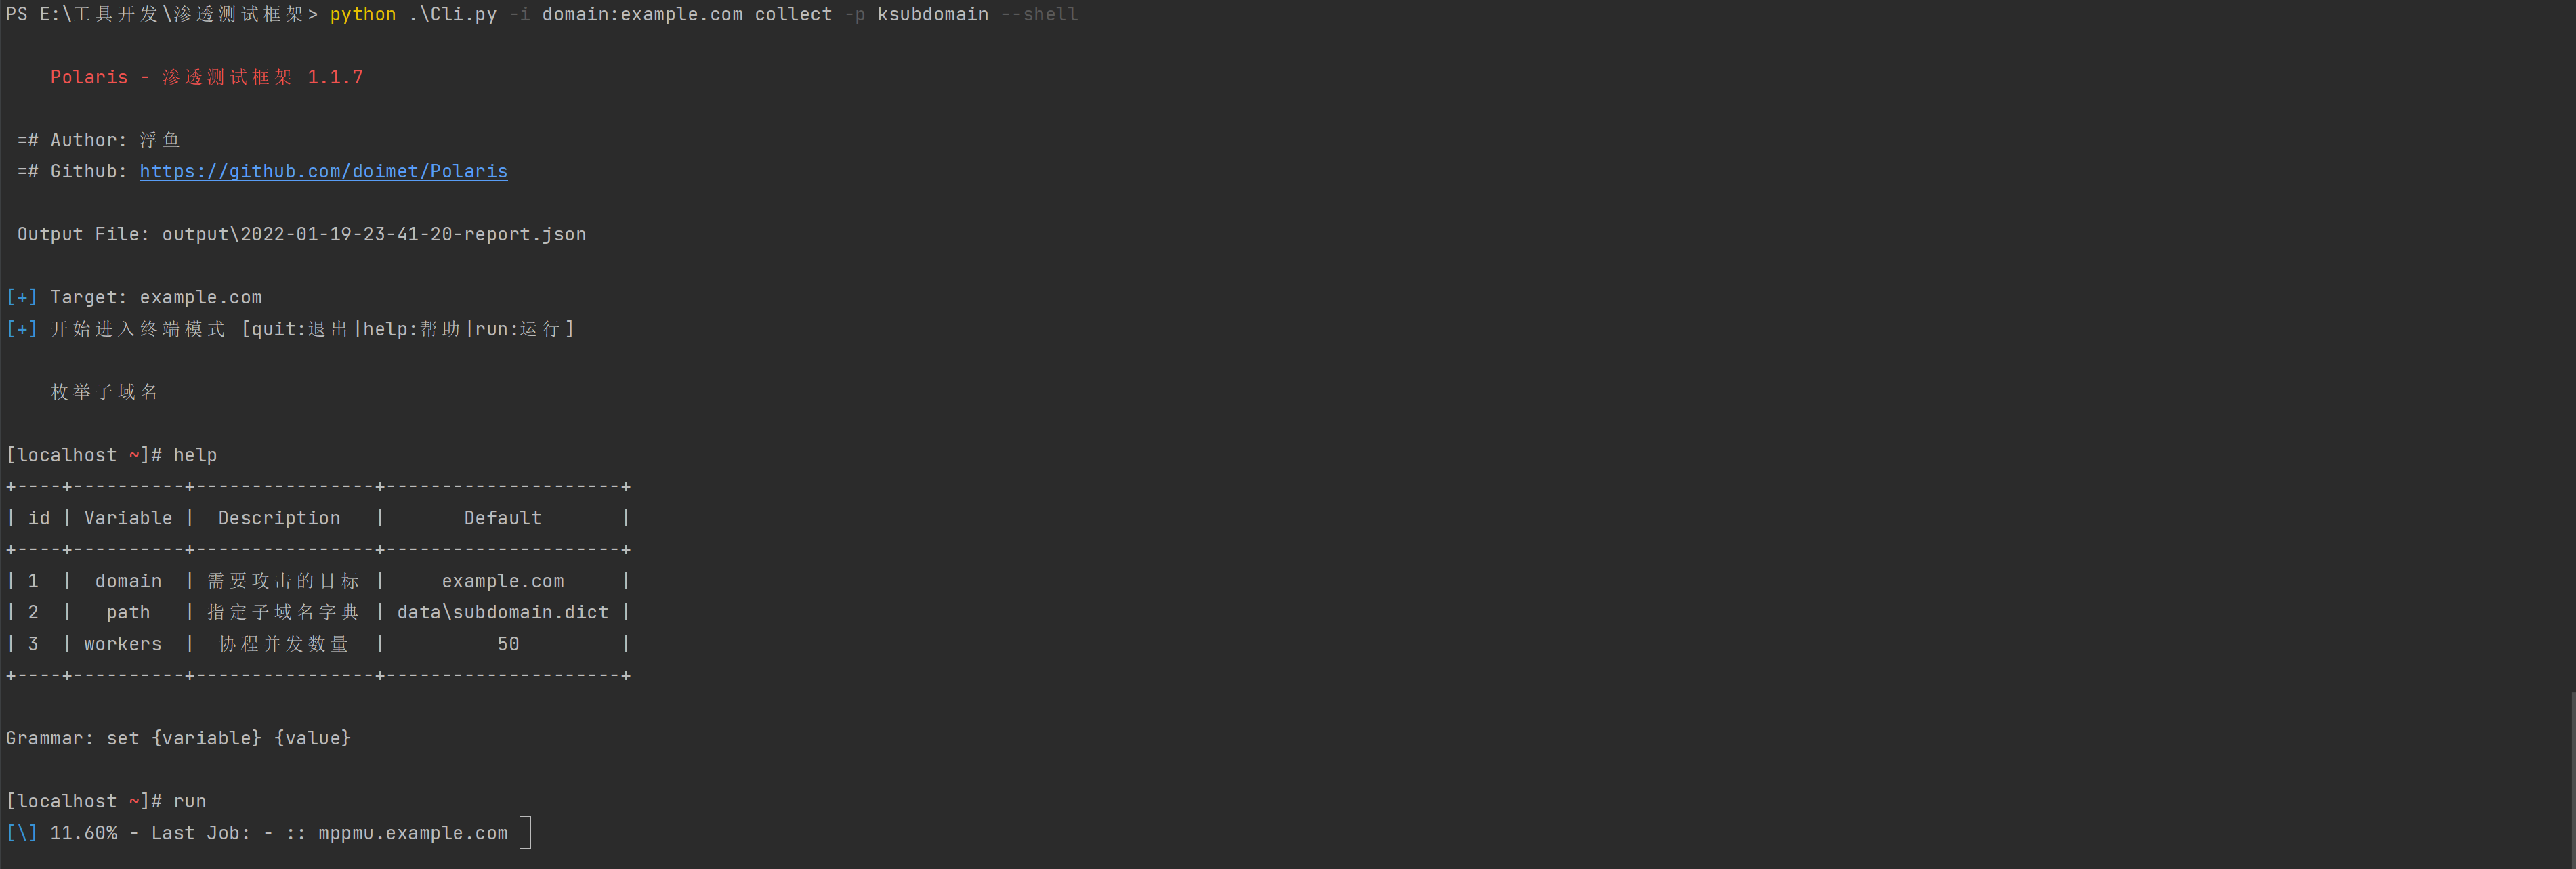 PS E:\工具开发\渗透测试框架> python .\Cli.py -i domain:example.com collect -p ksubdomain --shell
Polaris - 渗透测试框架 1.1.7
=# Author: 浮鱼
=# Github: https://github.com/doimet/Polaris
Output File: output\2022-01-19-23-41-20-report.json
[+] Target: example.com
[+] 开始进入终端模式 [quit:退出|help:帮助|run:运行]
枚举子域名
[localhost ~]# help
+----+----------+----------------+---------------------+
| id | Variable |  Description   |       Default       |
+----+----------+----------------+---------------------+
| 1  |  domain  | 需要攻击的目标 |     example.com     |
| 2  |   path   | 指定子域名字典 | data\subdomain.dict |
| 3  | workers  |  协程并发数量  |          50         |
+----+----------+----------------+---------------------+
Grammar: set {variable} {value}
[localhost ~]# run
[\] 11.60% - Last Job: - :: mppmu.example.com